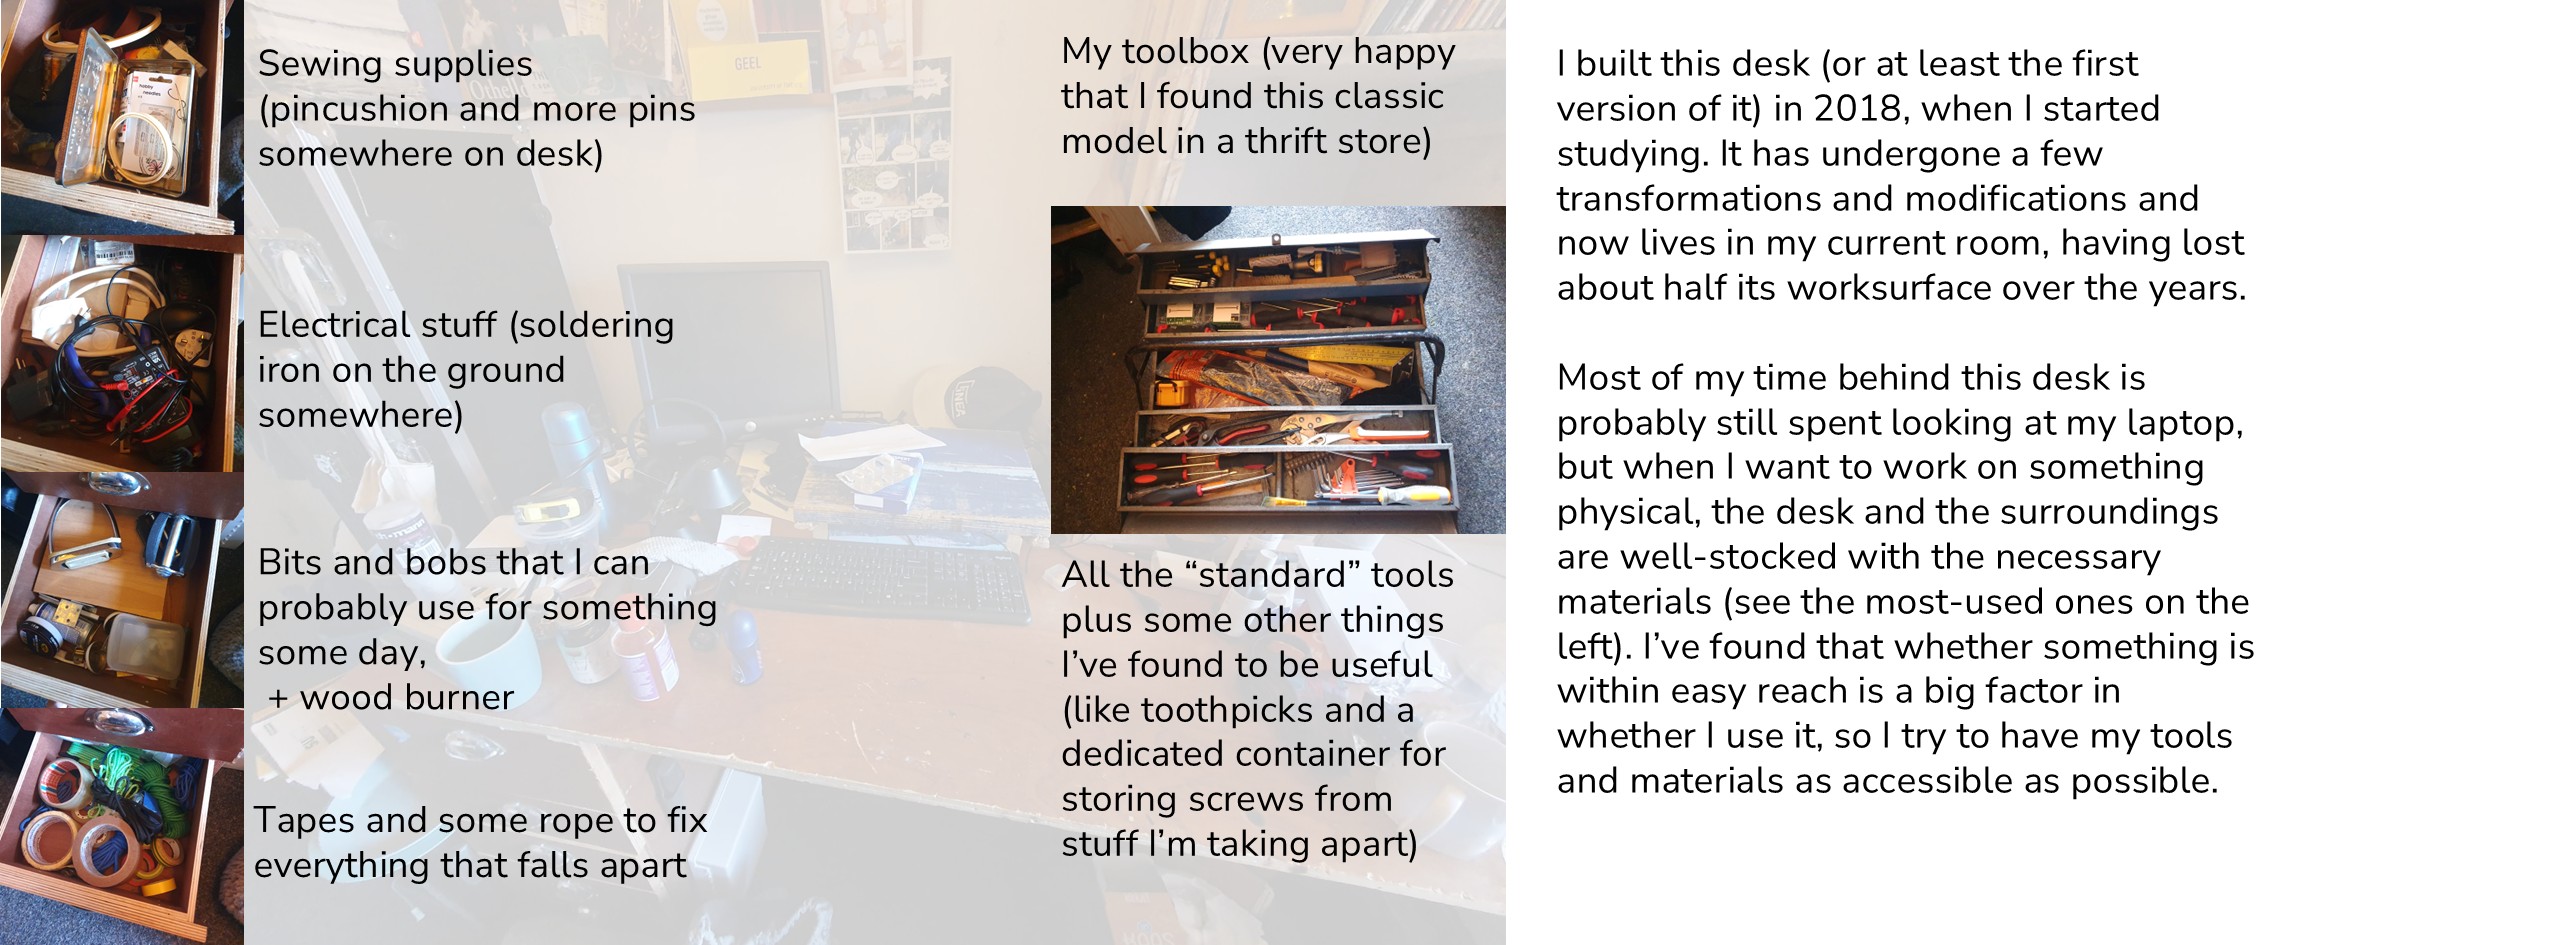 Sewing supplies
(pincushion and more pins
somewhere on desk)
Electrical stuff (soldering
iron on the ground
somewhere)
Bits and bobs that I can
probably use for something
some day,
+ wood burner
Tapes and some rope to fix
everything that falls apart
My toolbox (very happy
that I found this classic
model in a thrift store)
All the “standard” tools
plus some other things
I’ve found to be useful
(like toothpicks and a
dedicated container for
storing screws from
stuff I’m taking apart)
I built this desk (or at least the first
version of it) in 2018, when I started
studying. It has undergone a few
transformations and modifications and
now lives in my current room, having lost
about half its worksurface over the years.
Most of my time behind this desk is
probably still spent looking at my laptop,
but when I want to work on something
physical, the desk and the surroundings
are well-stocked with the necessary
materials (see the most-used ones on the
left). I’ve found that whether something is
within easy reach is a big factor in
whether I use it, so I try to have my tools
and materials as accessible as possible.
GEEL
hobby
needles